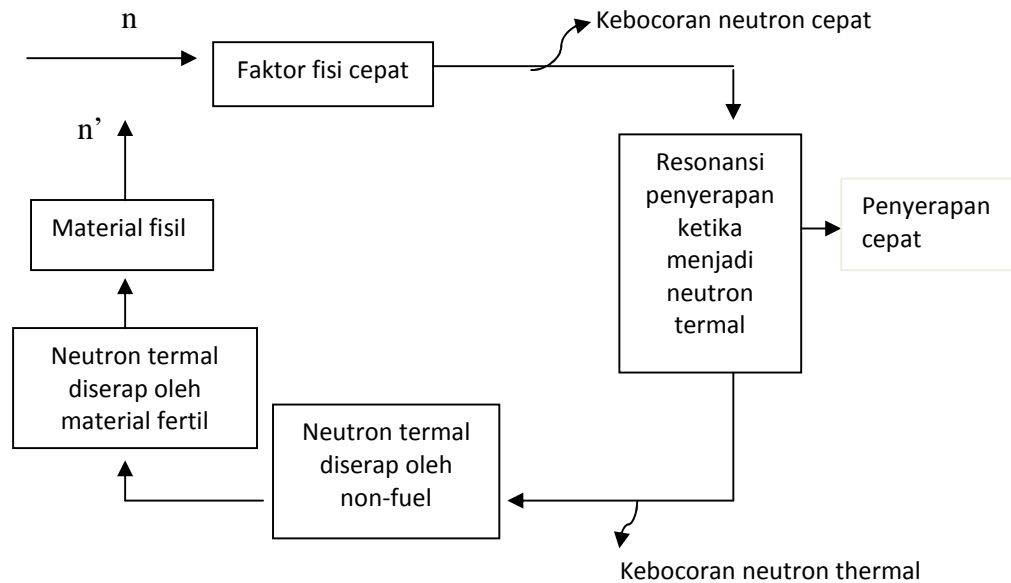 n
Kebocoran neutron cepat
Faktor fisi cepat
n’
Resonansi
penyerapan
ketika
menjadi
neutron
termal
Penyerapan
cepat
Material fisil
Neutron termal
diserap oleh
material fertil
Neutron termal
diserap oleh
non-fuel
Kebocoran neutron thermal